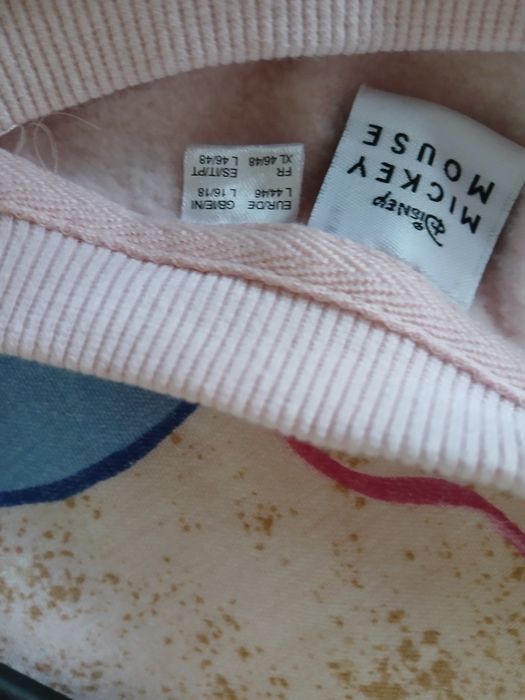 Disney
MICKEY
MOUSE
EUR/DE GB/IE/NI
L 44/46 L 16/18
FR ES/IT/PT
XL 46/48 L 46/48